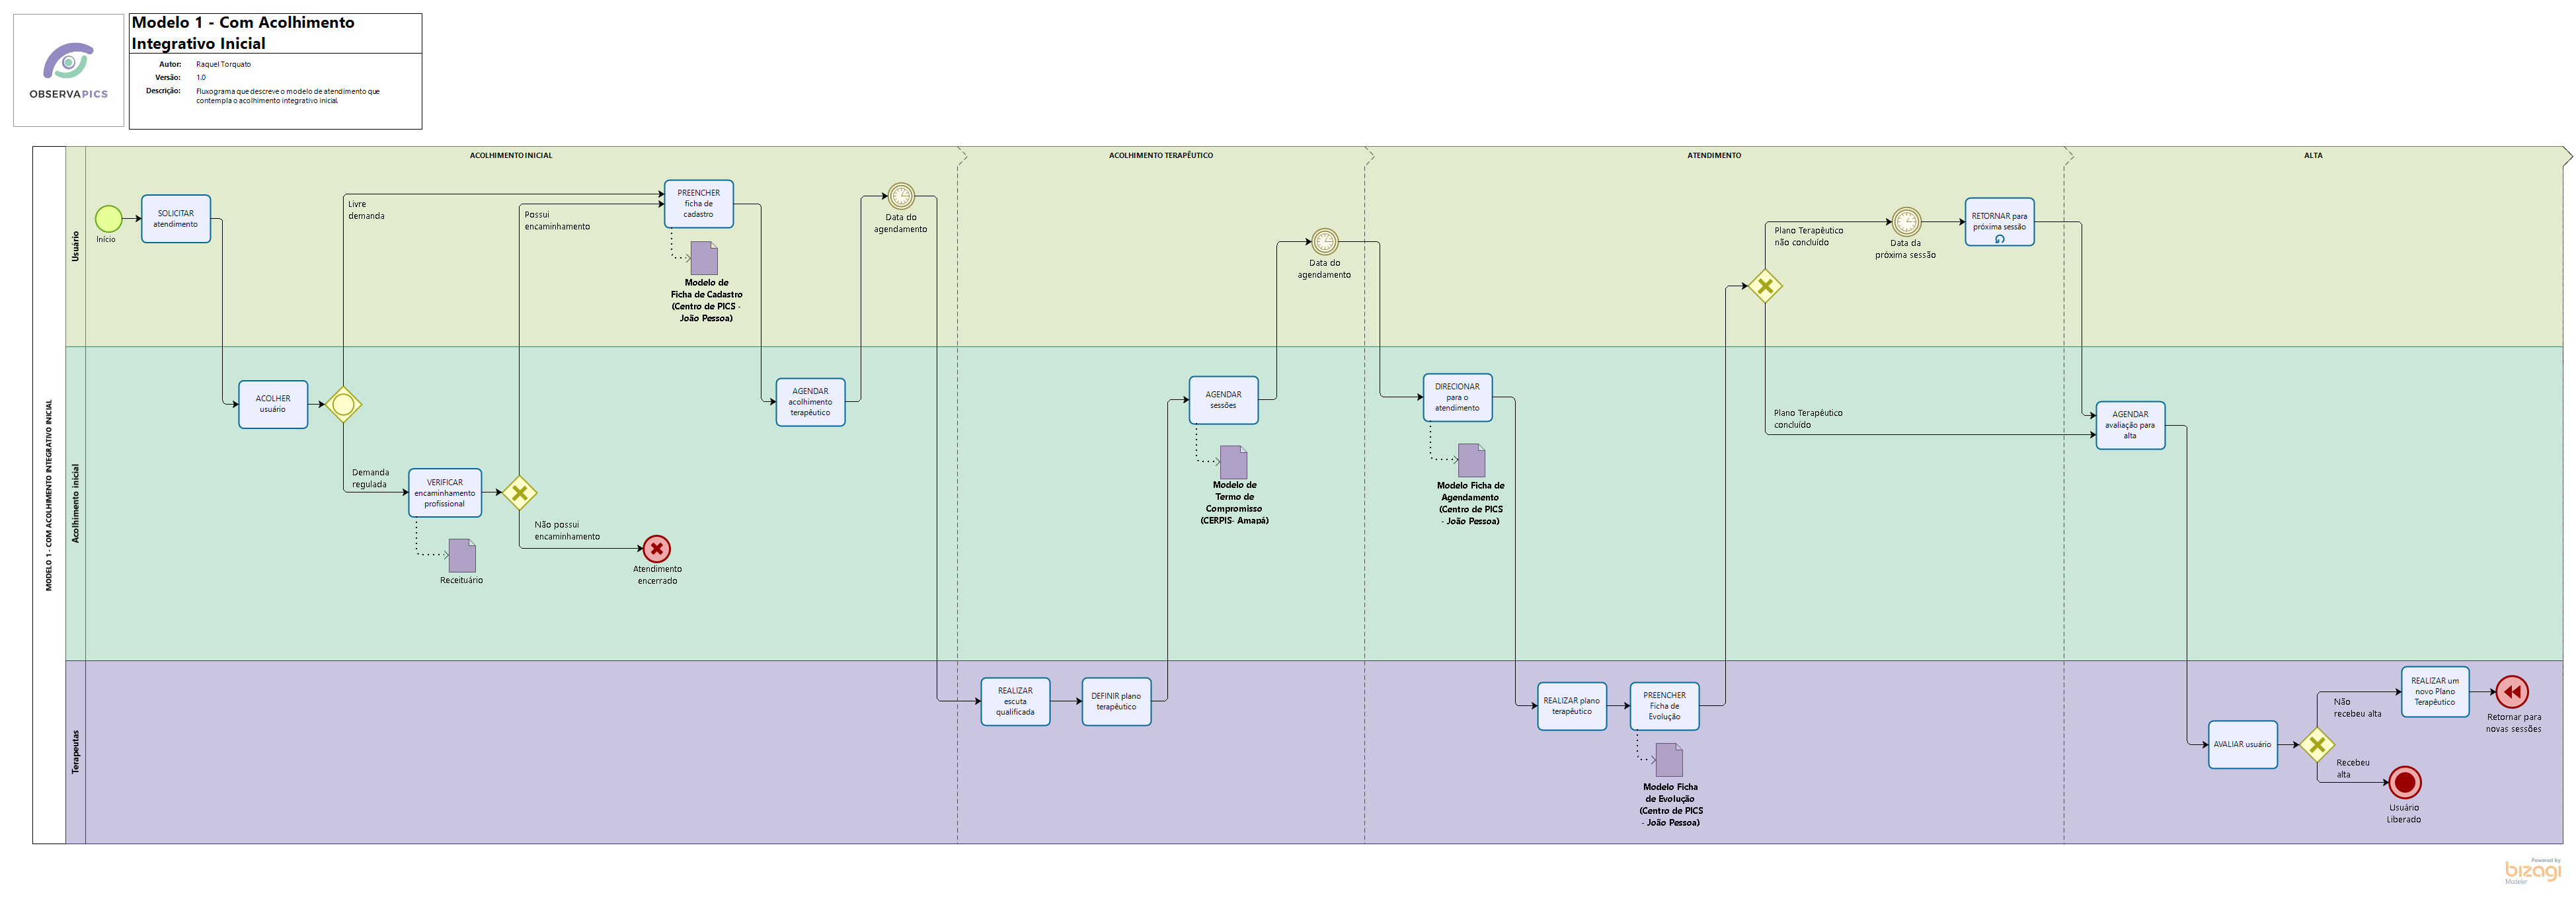 OBSERVAPICS
Modelo 1 - Com Acolhimento
Integrativo Inicial
Autor: Raquel Torquato
Versão: 1.0
Descrição: Fluxograma que descreve o modelo de atendimento que
contempla o acolhimento integrativo inicial.
MODELO 1 - COM ACOLHIMENTO INTEGRATIVO INICIAL
ACOLHIMENTO INICIAL
ACOLHIMENTO TERAPÊUTICO
ATENDIMENTO
ALTA
Usuário
Início
SOLICITAR
atendimento
Livre
demanda
Possui
encaminhamento
PREENCHER
ficha de
cadastro
Modelo de
Ficha de Cadastro
(Centro de PICS -
João Pessoa)
Data do
agendamento
Data do
agendamento
Plano Terapêutico
não concluído
Data da
próxima sessão
RETORNAR para
próxima sessão
Acolhimento inicial
ACOLHER
usuário
Demanda
regulada
VERIFICAR
encaminhamento
profissional
Receituário
Não possui
encaminhamento
Atendimento
encerrado
AGENDAR
acolhimento
terapêutico
AGENDAR
sessões
Modelo de
Termo de
Compromisso
(CERPIS- Amapá)
DIRECIONAR
para o
atendimento
Modelo Ficha de
Agendamento
(Centro de PICS
- João Pessoa)
Plano Terapêutico
concluído
AGENDAR
avaliação para
alta
Terapeutas
REALIZAR
escuta
qualificada
DEFINIR plano
terapêutico
REALIZAR plano
terapêutico
PREENCHER
Ficha de
Evolução
Modelo Ficha
de Evolução
(Centro de PICS
- João Pessoa)
AVALIAR usuário
Não
recebeu alta
REALIZAR um
novo Plano
Terapêutico
Retornar para
novas sessões
Recebeu
alta
Usuário
Liberado
Powered by
bizagi
Modeler